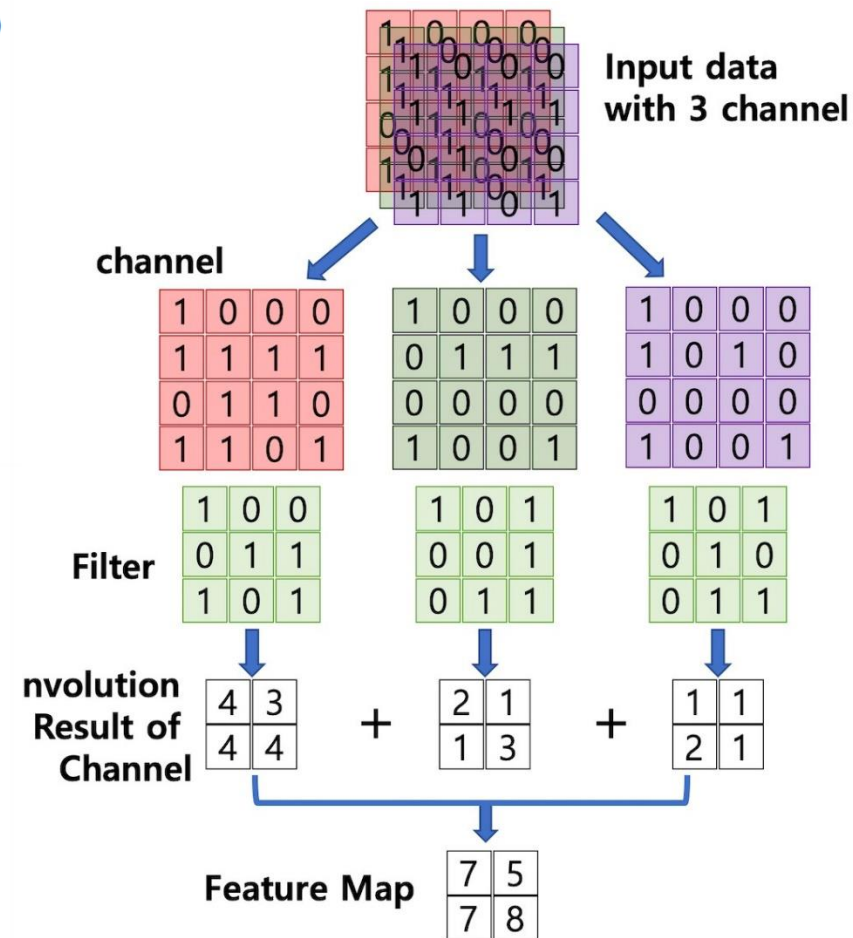 Input data
with 3 channel
channel
1 0 0 0
1 1 1 1
0 1 1 0
1 1 0 1
1 0 0 0
0 1 1 1
0 0 0 0
1 0 0 1
1 0 0 0
1 0 1 0
0 0 0 0
1 0 0 1
Filter
1 0 0
0 1 1
1 0 1
1 0 1
0 0 1
0 1 1
1 0 1
0 1 0
0 1 1
nvolution
Result of
Channel
4 3
4 4
+
2 1
1 3
+
1 1
2 1
Feature Map
7 5
7 8